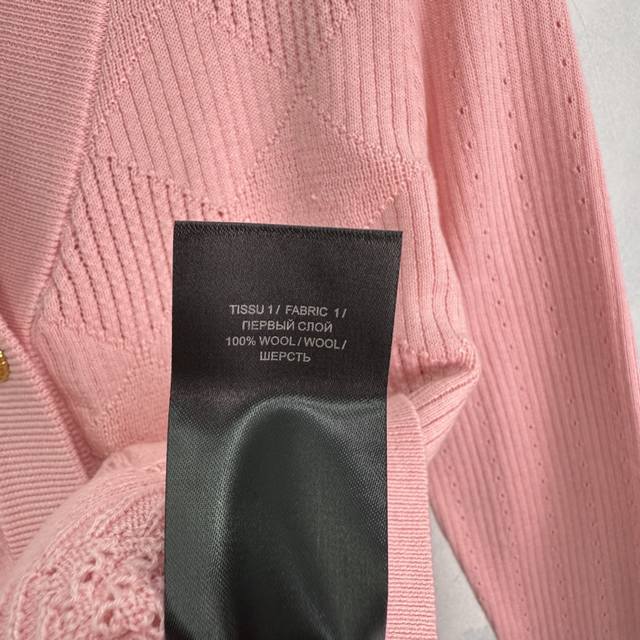 TISSU 1/ FABRIC 1/
ПЕРВЫЙ СЛОЙ
100% WOOL/WOOL/
ШЕРСТЬ